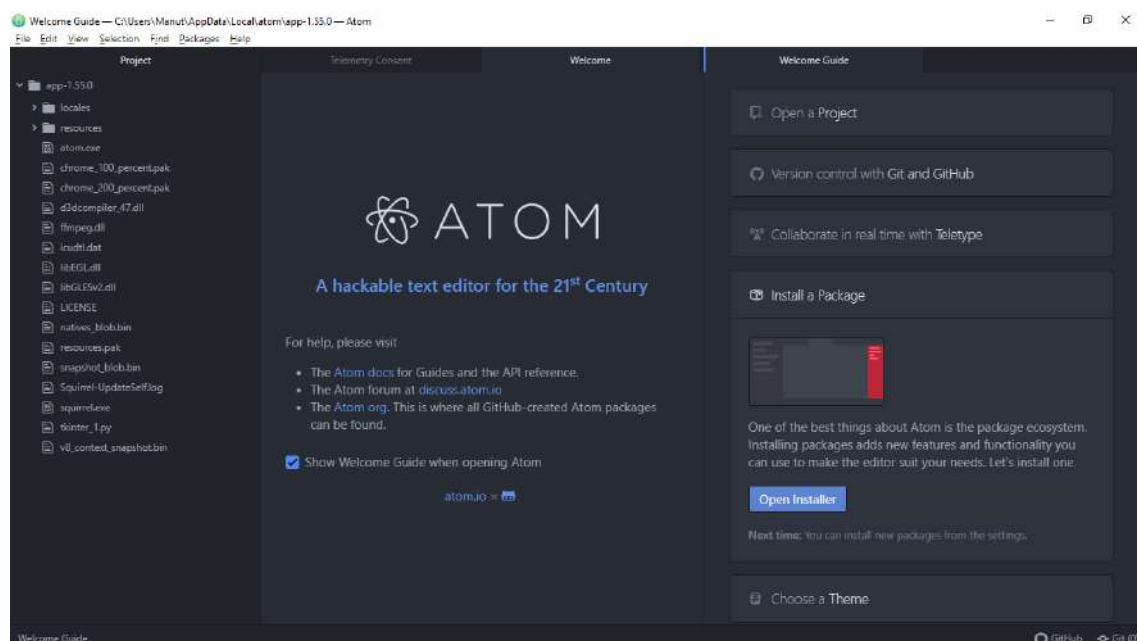 Welcome Guide — C:\Users\Manut\AppData\Local\atom\app-1.55.0 — Atom
File Edit View Selection Find Packages Help
Project
app-1.55.0
locales
resources
atom.exe
chrome_100_percent.pak
chrome_200_percent.pak
d3dcompiler_47.dll
ffmpeg.dll
icudtl.dat
libEGL.dll
libGLESv2.dll
LICENSE
natives_blob.bin
resources.pak
snapshot_blob.bin
Squirrel-UpdateSelf.log
squirrel.exe
tkinter_1.py
v8_context_snapshot.bin
Telemetry Consent
Welcome
ATOM
A hackable text editor for the 21st Century
For help, please visit
• The Atom docs for Guides and the API reference.
• The Atom forum at discuss.atom.io
• The Atom org. This is where all GitHub-created Atom packages
can be found.
Show Welcome Guide when opening Atom
atom.io ×
Welcome Guide
Open a Project
Version control with Git and GitHub
Collaborate in real time with Teletype
Install a Package
One of the best things about Atom is the package ecosystem.
Installing packages adds new features and functionality you
can use to make the editor suit your needs. Let's install one.
Open Installer
Next time: You can install new packages from the settings.
Choose a Theme
Welcome Guide
GitHub Git (0)